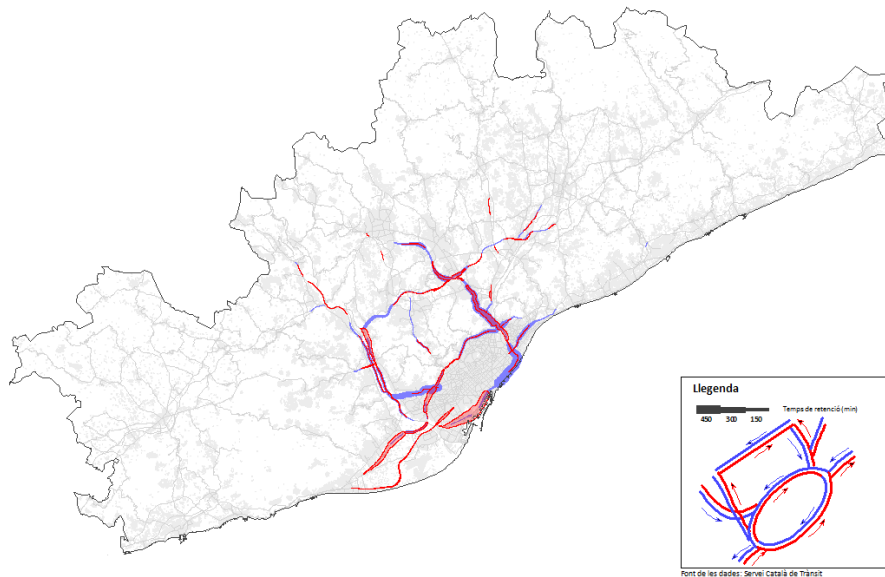 Llegenda
Temps de retenció (min)
450 300 150
Font de les dades: Servei Català de Trànsit